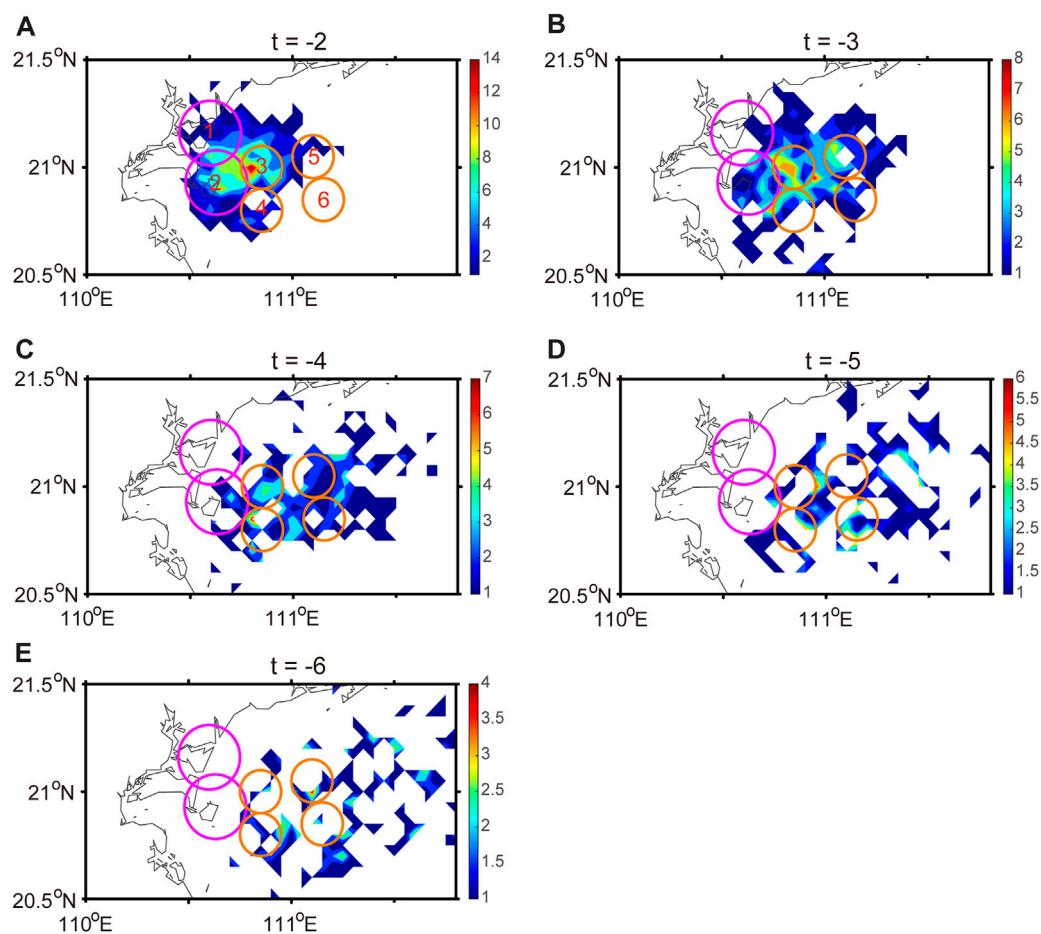 A
t = -2
21.5°N
21°N
20.5°N
110°E
111°E
14
12
10
8
6
4
2
1
2
3
4
5
6
B
t = -3
21.5°N
21°N
20.5°N
110°E
111°E
8
7
6
5
4
3
2
1
C
t = -4
21.5°N
21°N
20.5°N
110°E
111°E
7
6
5
4
3
2
1
D
t = -5
21.5°N
21°N
20.5°N
110°E
111°E
6
5.5
5
4.5
4
3.5
3
2.5
2
1.5
1
E
t = -6
21.5°N
21°N
20.5°N
110°E
111°E
4
3.5
3
2.5
2
1.5
1